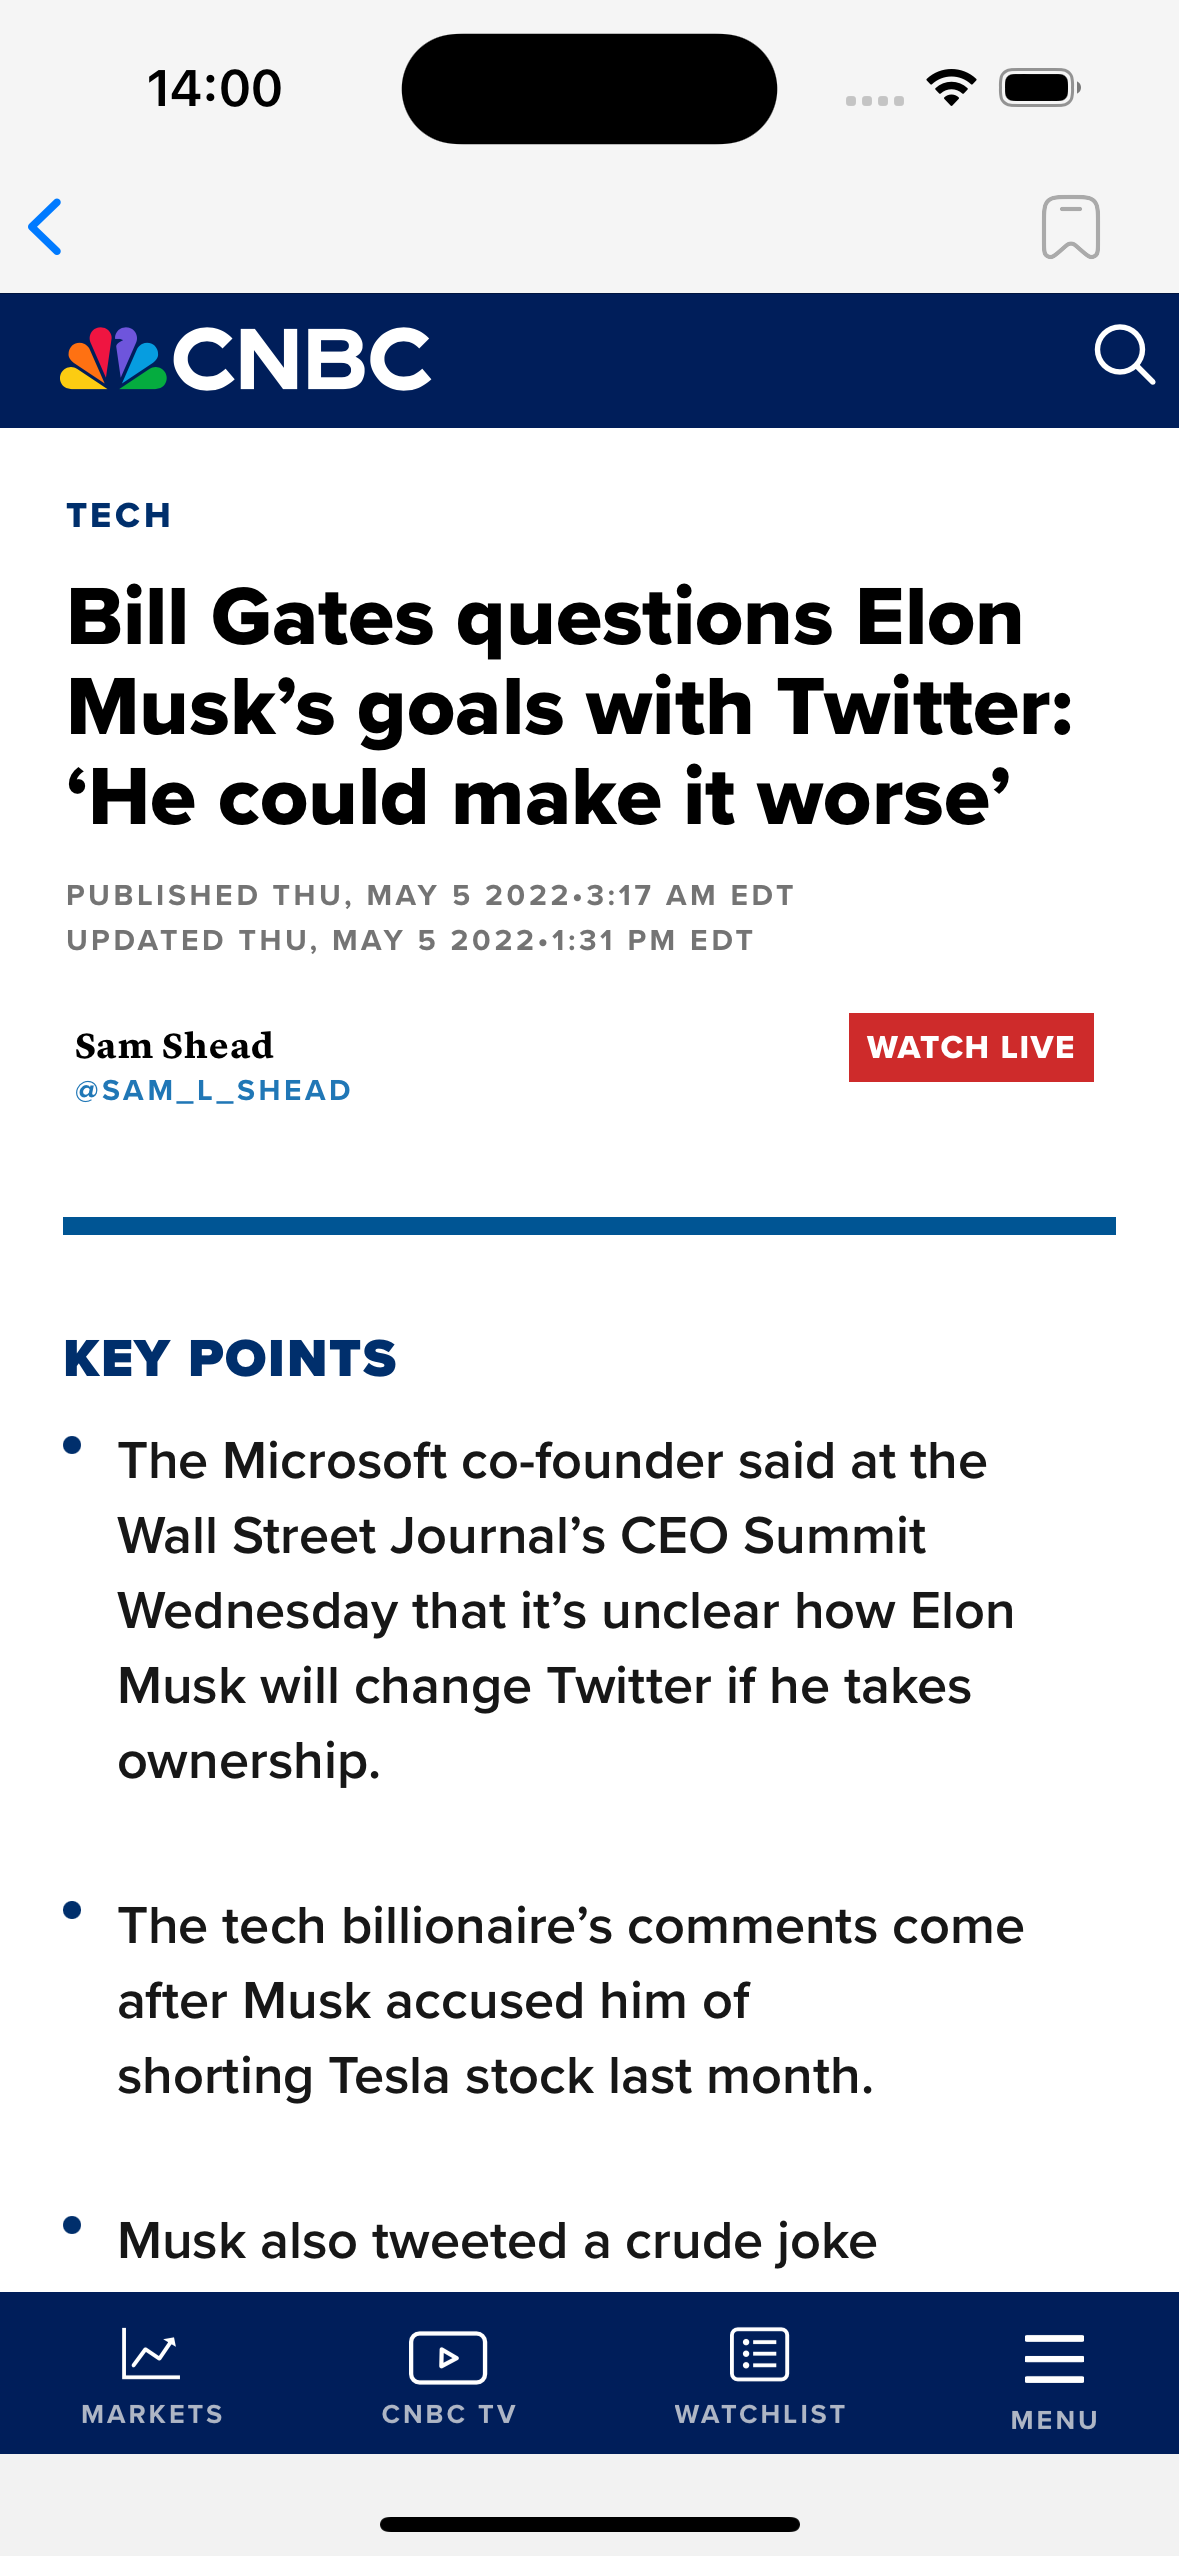 14:00
CNBC
TECH
Bill Gates questions Elon
Musk’s goals with Twitter:
‘He could make it worse’
PUBLISHED THU, MAY 5 2022•3:17 AM EDT
UPDATED THU, MAY 5 2022•1:31 PM EDT
Sam Shead
@SAM_L_SHEAD
WATCH LIVE
KEY POINTS
• The Microsoft co-founder said at the
Wall Street Journal’s CEO Summit
Wednesday that it’s unclear how Elon
Musk will change Twitter if he takes
ownership.
• The tech billionaire’s comments come
after Musk accused him of
shorting Tesla stock last month.
• Musk also tweeted a crude joke
MARKETS
CNBC TV
WATCHLIST
MENU